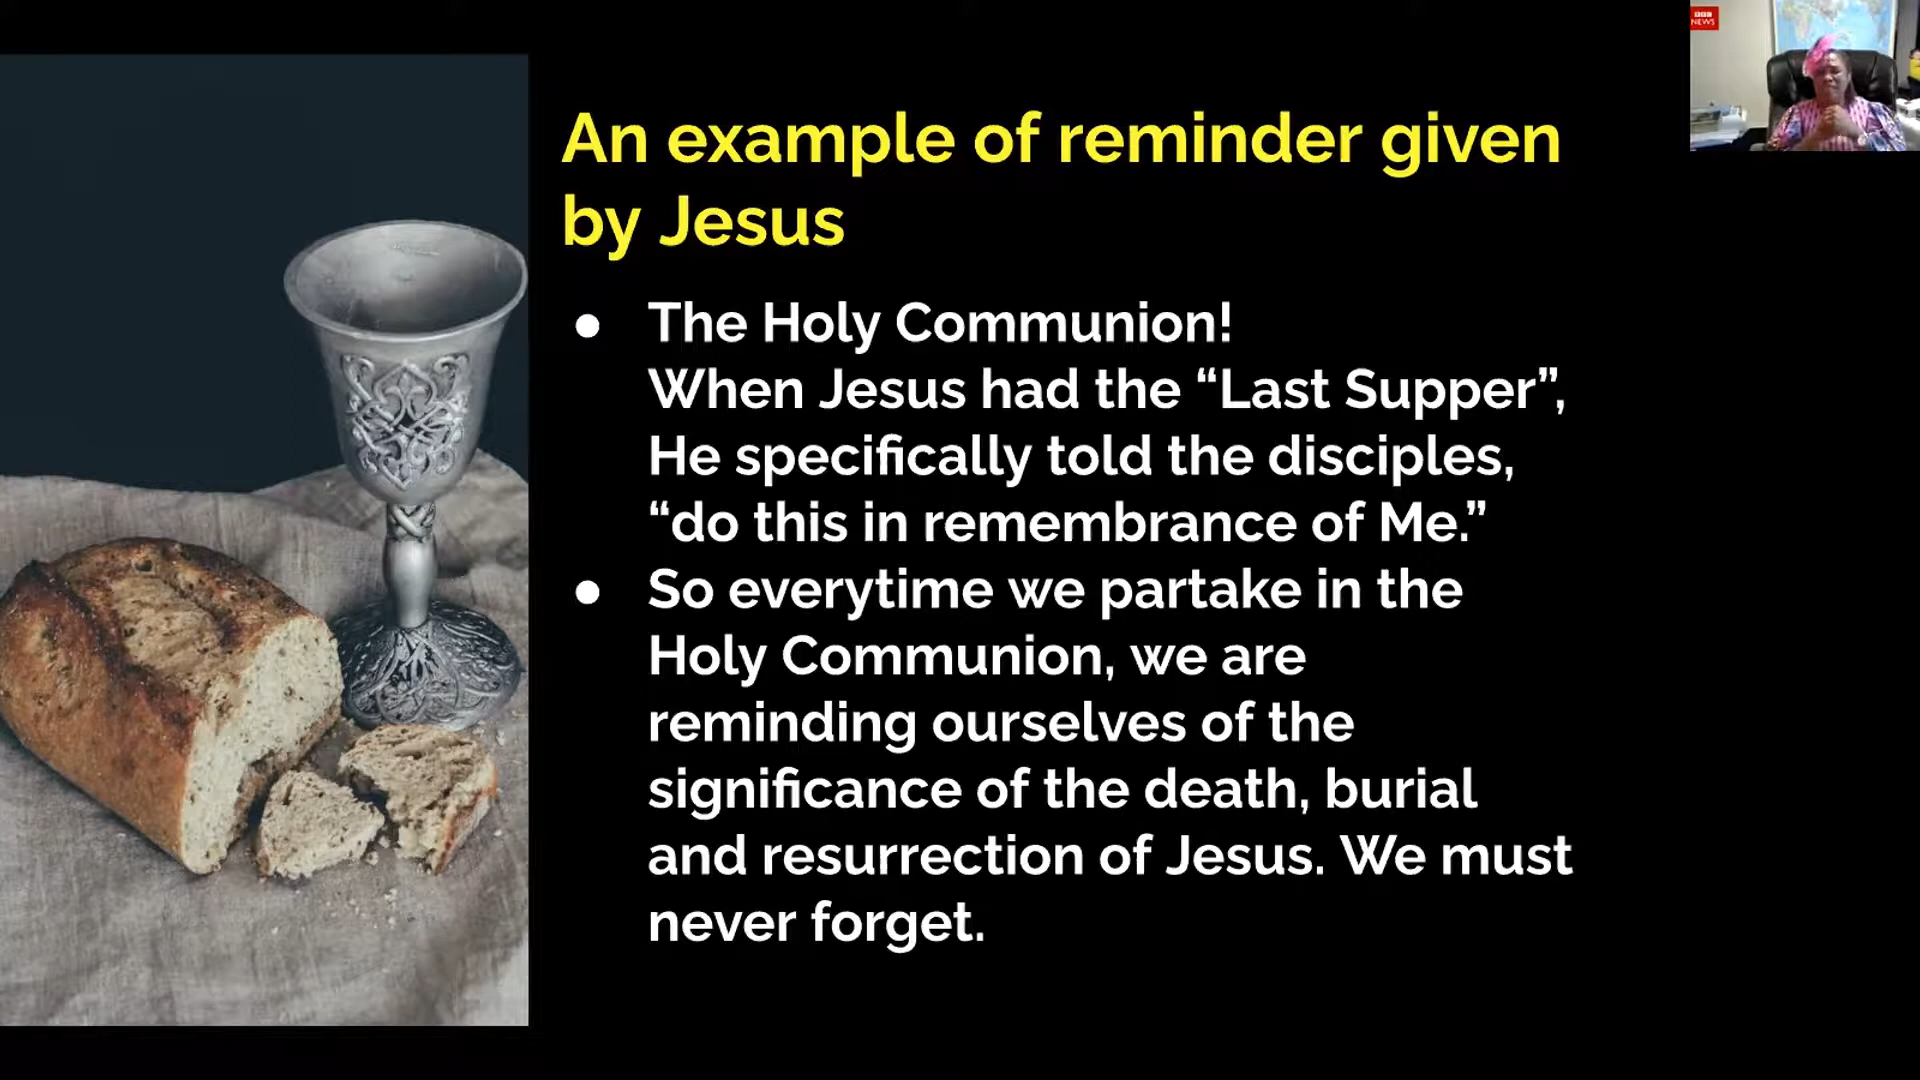 BBC
NEWS
An example of reminder given
by Jesus
● The Holy Communion!
When Jesus had the “Last Supper”,
He specifically told the disciples,
“do this in remembrance of Me.”
● So everytime we partake in the
Holy Communion, we are
reminding ourselves of the
significance of the death, burial
and resurrection of Jesus. We must
never forget.